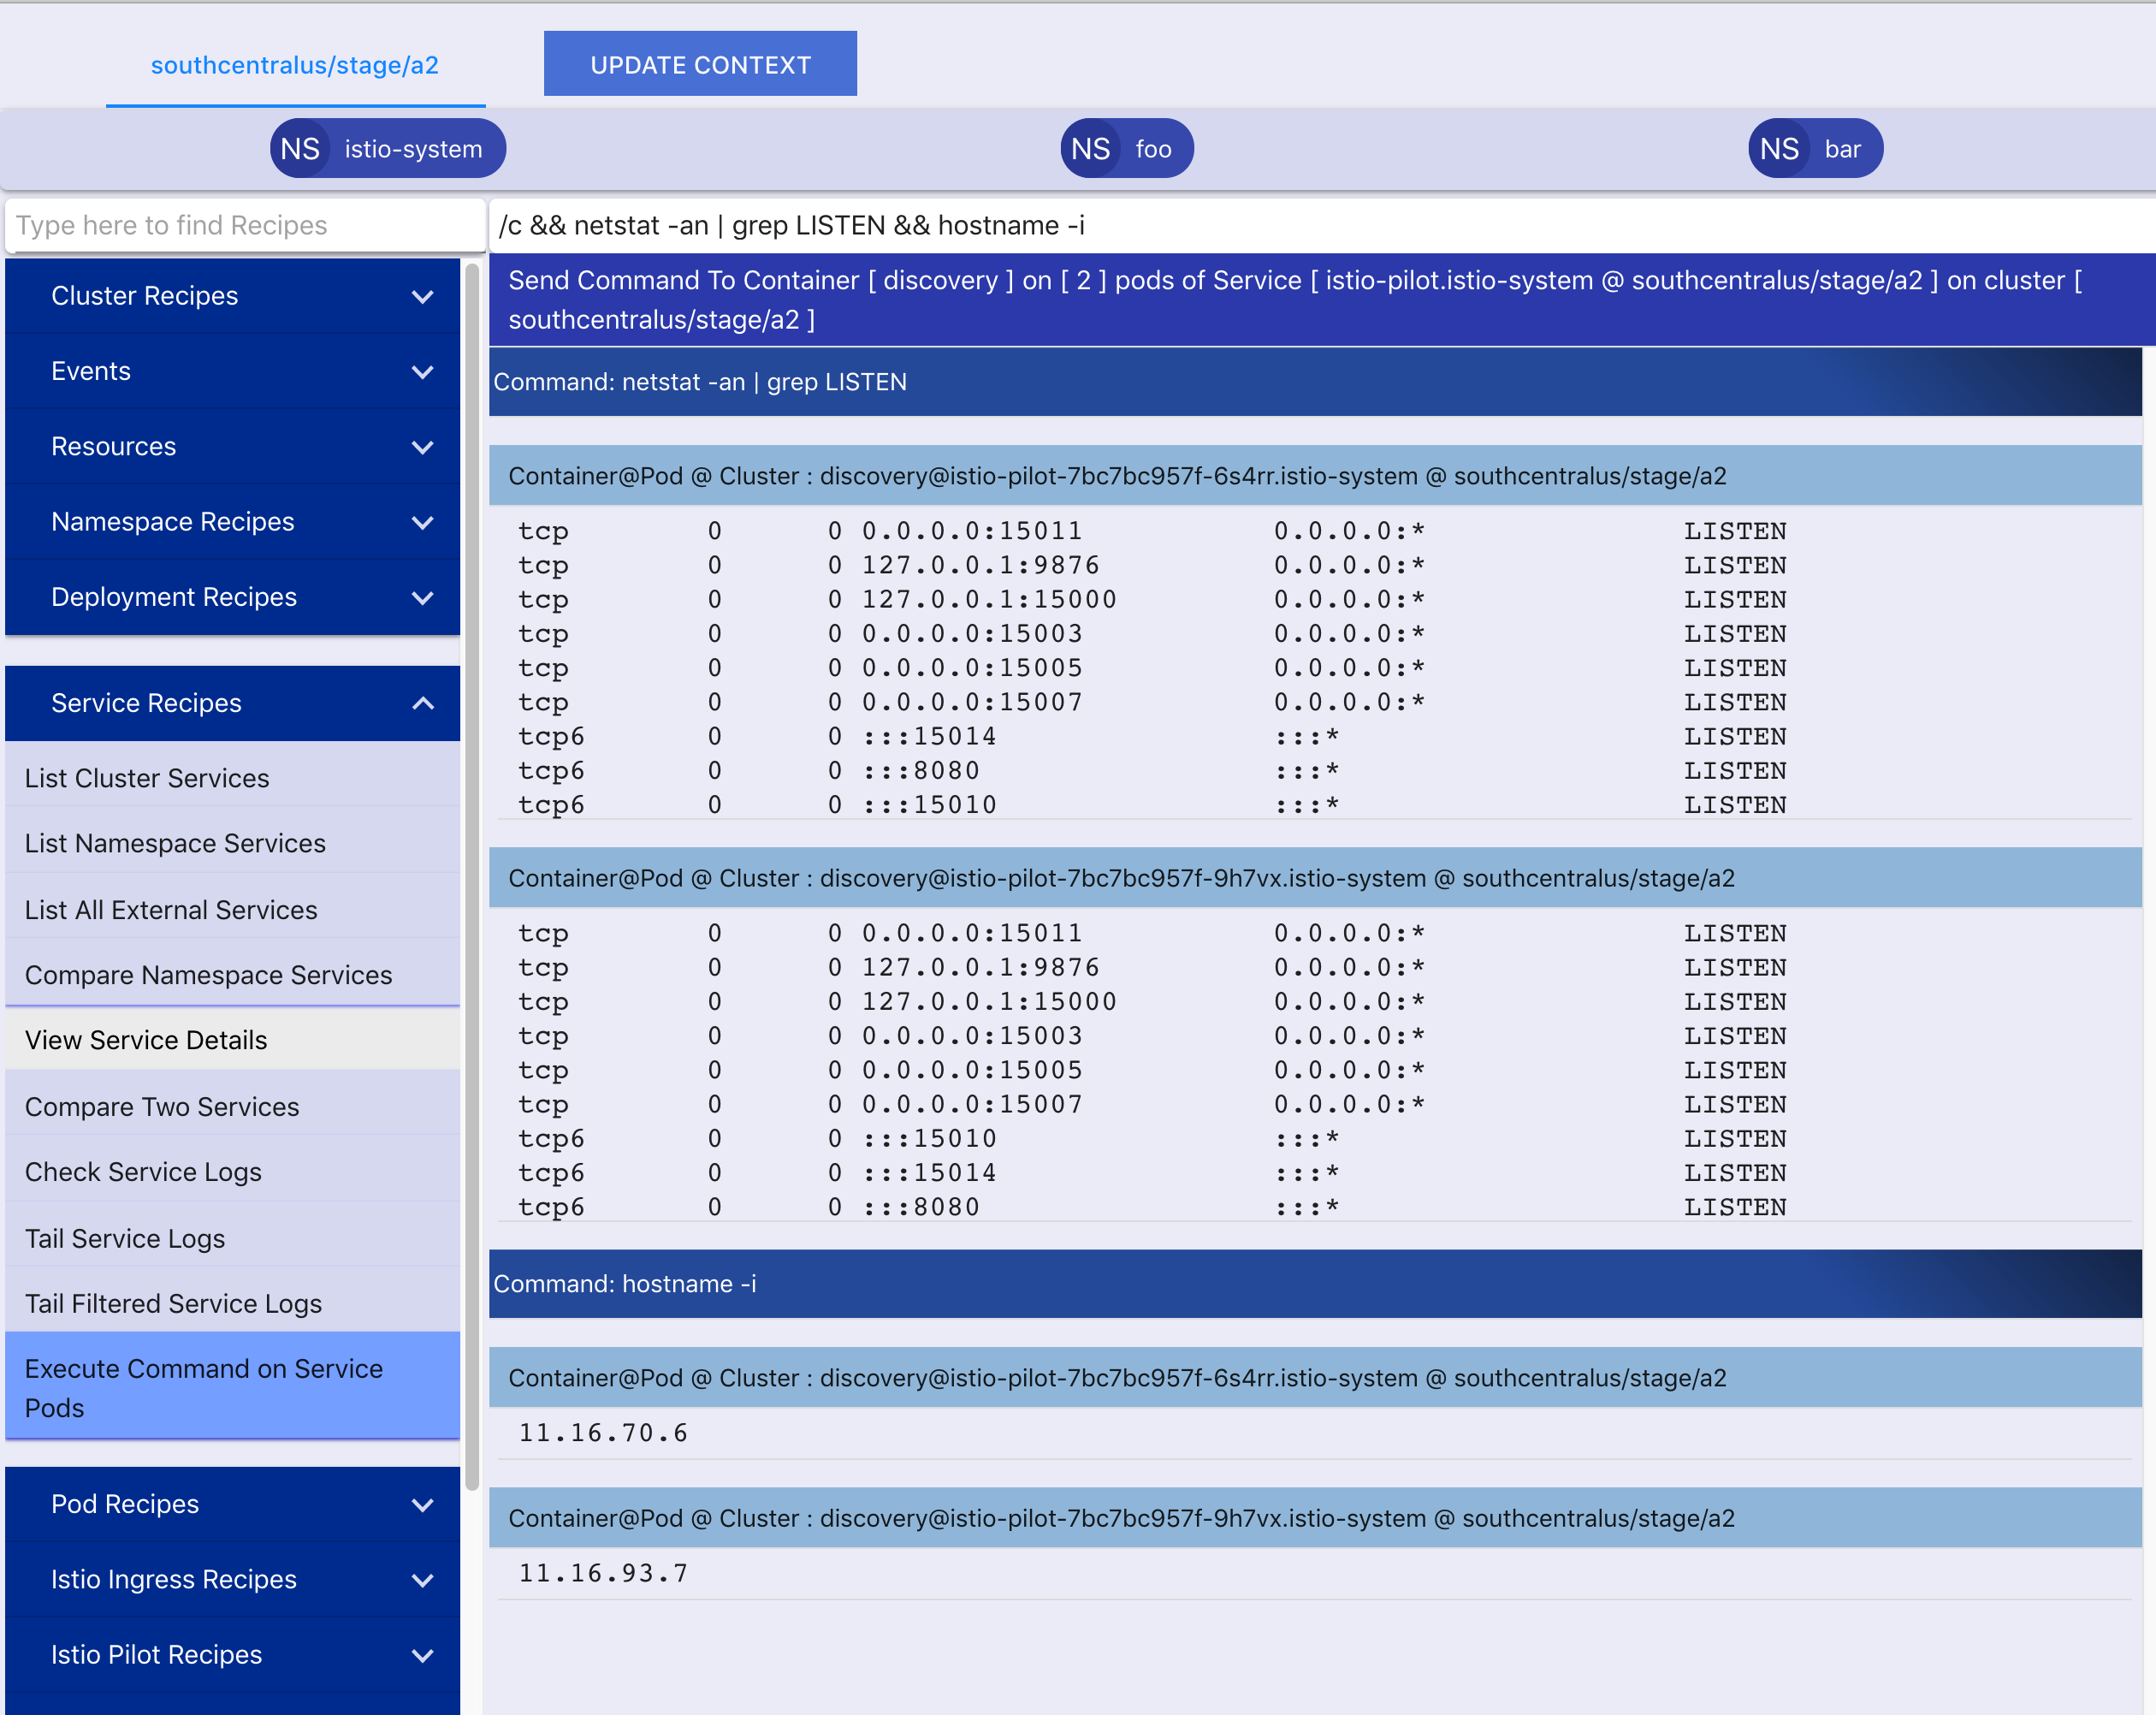 southcentralus/stage/a2
UPDATE CONTEXT
NS istio-system
NS foo
NS bar
Type here to find Recipes
/c && netstat -an | grep LISTEN && hostname -i
Cluster Recipes
Events
Resources
Namespace Recipes
Deployment Recipes
Service Recipes
List Cluster Services
List Namespace Services
List All External Services
Compare Namespace Services
View Service Details
Compare Two Services
Check Service Logs
Tail Service Logs
Tail Filtered Service Logs
Execute Command on Service
Pods
Pod Recipes
Istio Ingress Recipes
Istio Pilot Recipes
Send Command To Container [ discovery ] on [ 2 ] pods of Service [ istio-pilot.istio-system @ southcentralus/stage/a2 ] on cluster [
southcentralus/stage/a2 ]
Command: netstat -an | grep LISTEN
Container@Pod @ Cluster : discovery@istio-pilot-7bc7bc957f-6s4rr.istio-system @ southcentralus/stage/a2
tcp 0 0 0.0.0.0:15011 0.0.0.0:* LISTEN
tcp 0 0 127.0.0.1:9876 0.0.0.0:* LISTEN
tcp 0 0 127.0.0.1:15000 0.0.0.0:* LISTEN
tcp 0 0 0.0.0.0:15003 0.0.0.0:* LISTEN
tcp 0 0 0.0.0.0:15005 0.0.0.0:* LISTEN
tcp 0 0 0.0.0.0:15007 0.0.0.0:* LISTEN
tcp6 0 0 :::15014 :::* LISTEN
tcp6 0 0 :::8080 :::* LISTEN
tcp6 0 0 :::15010 :::* LISTEN
Container@Pod @ Cluster : discovery@istio-pilot-7bc7bc957f-9h7vx.istio-system @ southcentralus/stage/a2
tcp 0 0 0.0.0.0:15011 0.0.0.0:* LISTEN
tcp 0 0 127.0.0.1:9876 0.0.0.0:* LISTEN
tcp 0 0 127.0.0.1:15000 0.0.0.0:* LISTEN
tcp 0 0 0.0.0.0:15003 0.0.0.0:* LISTEN
tcp 0 0 0.0.0.0:15005 0.0.0.0:* LISTEN
tcp 0 0 0.0.0.0:15007 0.0.0.0:* LISTEN
tcp6 0 0 :::15010 :::* LISTEN
tcp6 0 0 :::15014 :::* LISTEN
tcp6 0 0 :::8080 :::* LISTEN
Command: hostname -i
Container@Pod @ Cluster : discovery@istio-pilot-7bc7bc957f-6s4rr.istio-system @ southcentralus/stage/a2
11.16.70.6
Container@Pod @ Cluster : discovery@istio-pilot-7bc7bc957f-9h7vx.istio-system @ southcentralus/stage/a2
11.16.93.7